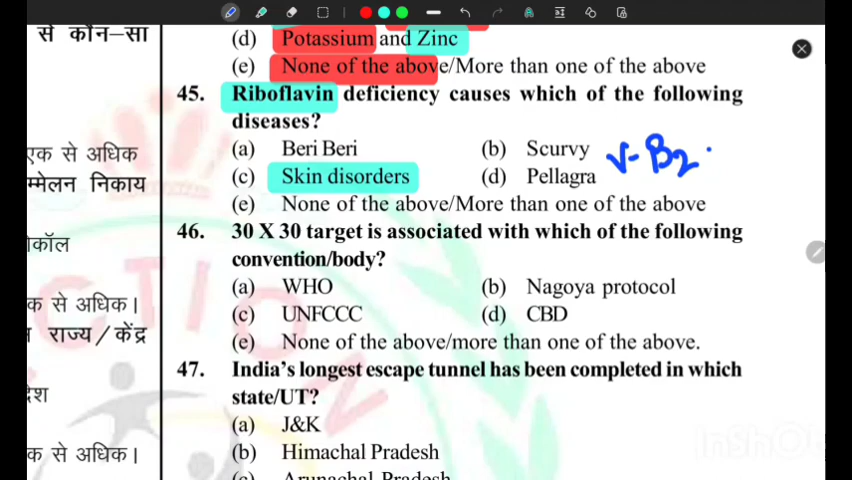 से कौन–सा
(d) Potassium and Zinc
(e) None of the above/More than one of the above
45. Riboflavin deficiency causes which of the following
diseases?
(a) Beri Beri (b) Scurvy
एक से अधिक
(c) Skin disorders (d) Pellagra
V-B2
म्मेलन निकाय
(e) None of the above/More than one of the above
46. 30 X 30 target is associated with which of the following
ोकॉल
convention/body?
(a) WHO (b) Nagoya protocol
क से अधिक।
(c) UNFCCC (d) CBD
राज्य/केंद्र
(e) None of the above/more than one of the above.
47. India's longest escape tunnel has been completed in which
state/UT?
देश
(a) J&K
(b) Himachal Pradesh
क से अधिक।
(c) Arunachal Pradesh
CTION
InShOt